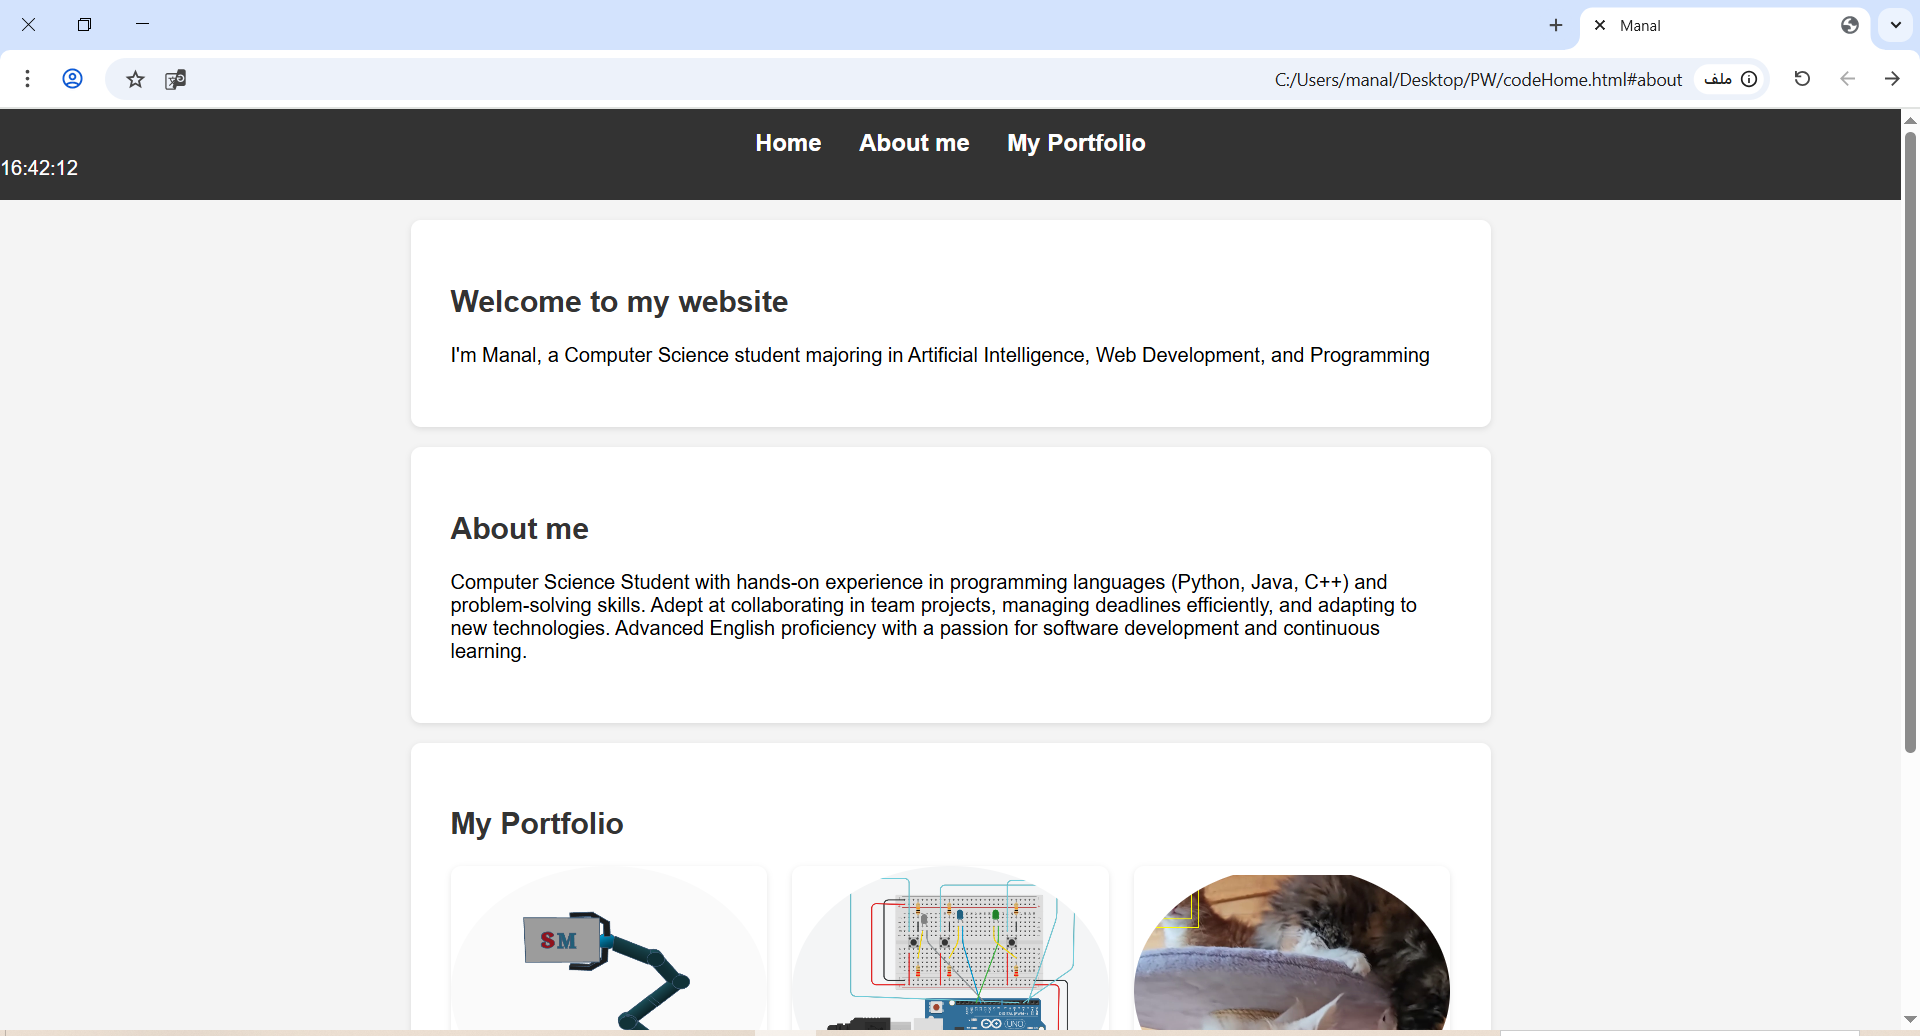 Manal
C:/Users/manal/Desktop/PW/codeHome.html#about
ملف
Home About me My Portfolio
16:42:12
Welcome to my website
I'm Manal, a Computer Science student majoring in Artificial Intelligence, Web Development, and Programming
About me
Computer Science Student with hands-on experience in programming languages (Python, Java, C++) and
problem-solving skills. Adept at collaborating in team projects, managing deadlines efficiently, and adapting to
new technologies. Advanced English proficiency with a passion for software development and continuous
learning.
My Portfolio
SM
UNO